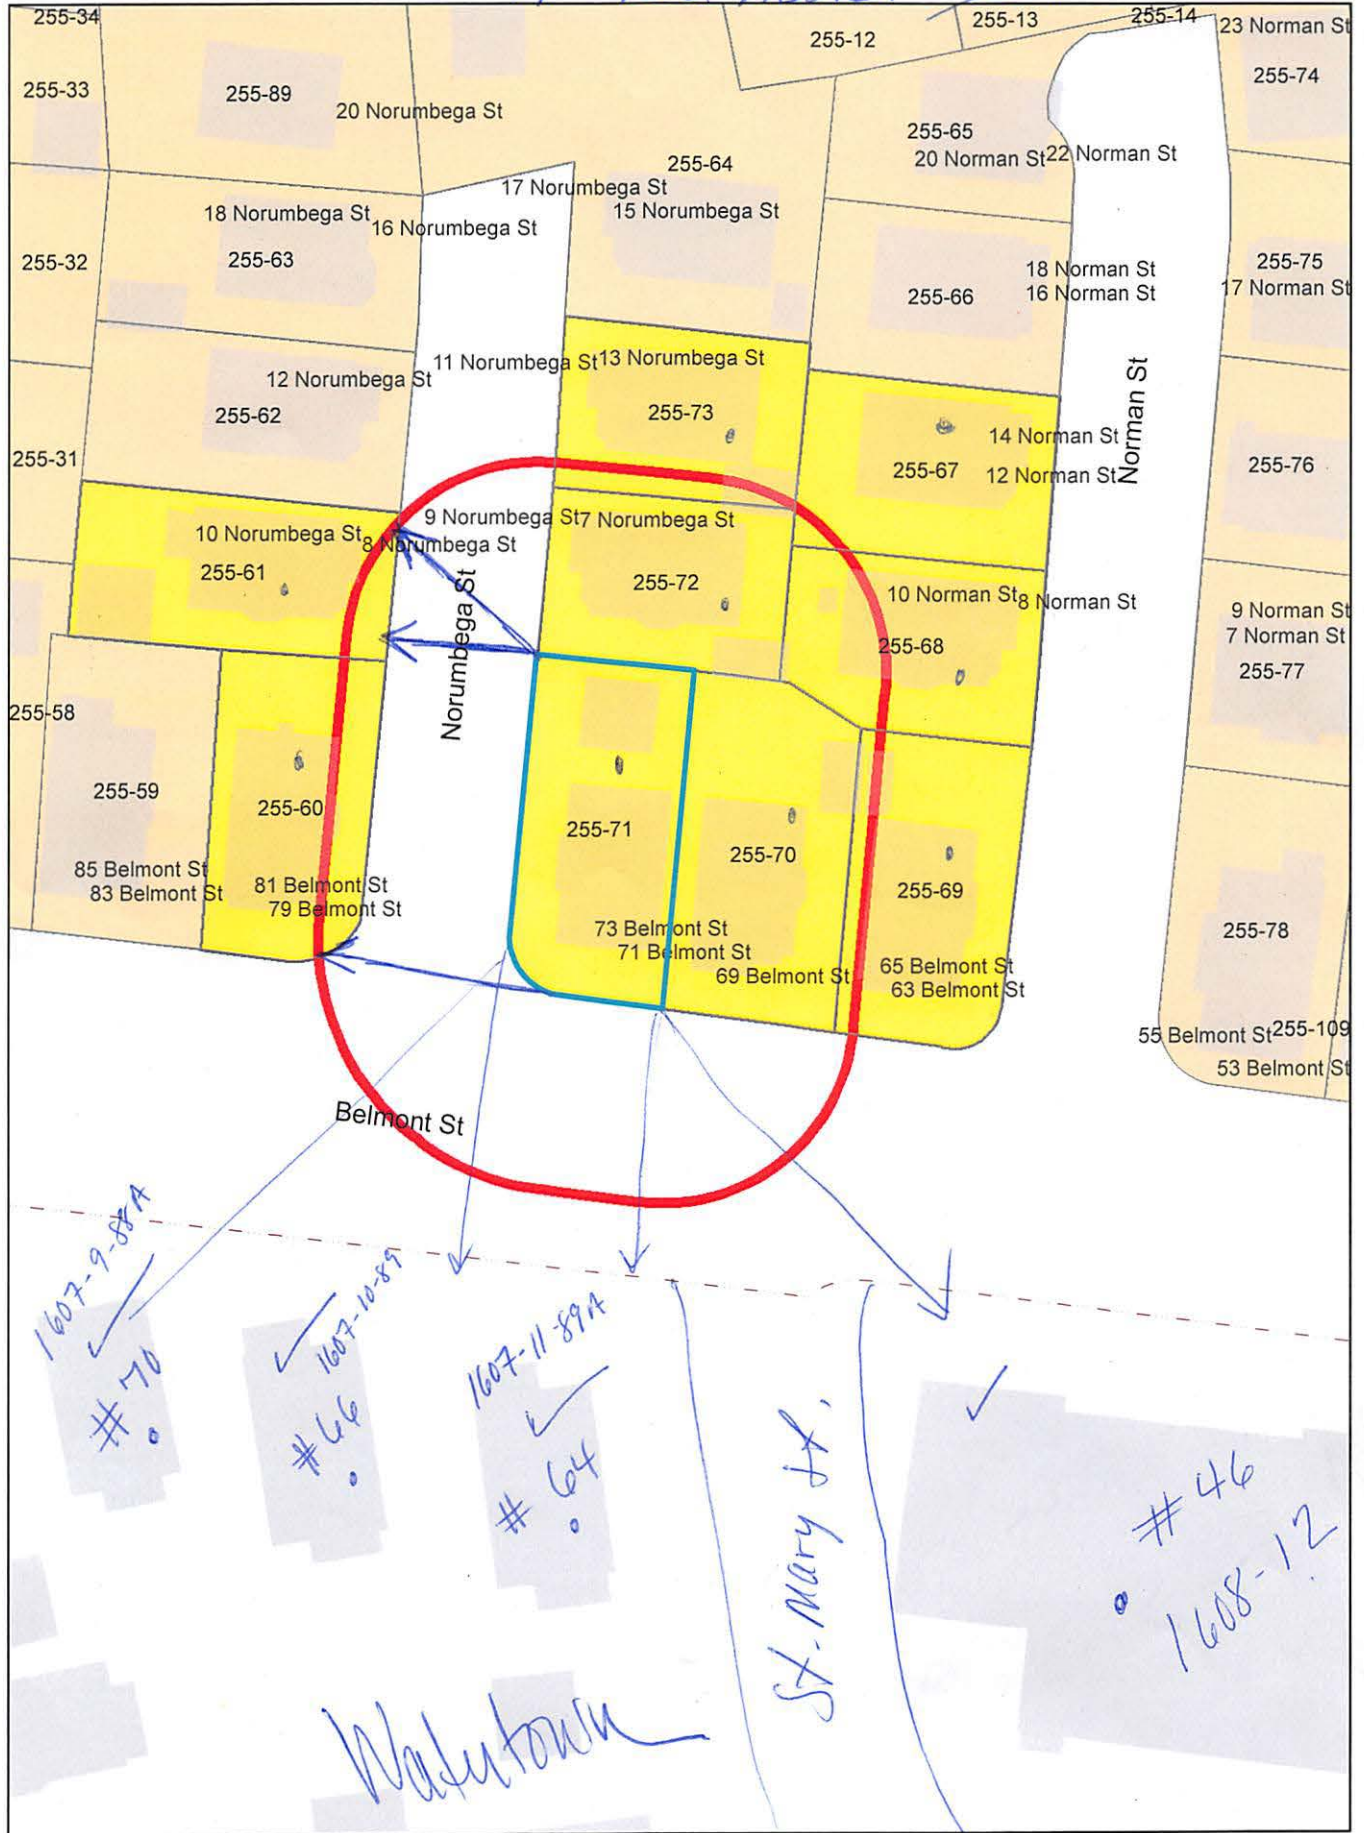 255-34
255-12
255-13
255-14
23 Norman St
255-74
255-33
255-89
20 Norumbega St
255-65
20 Norman St
22 Norman St
255-64
17 Norumbega St
15 Norumbega St
18 Norumbega St
16 Norumbega St
255-63
255-32
18 Norman St
16 Norman St
255-66
255-75
17 Norman St
11 Norumbega St
13 Norumbega St
12 Norumbega St
255-62
255-73
Norman St
14 Norman St
255-67
12 Norman St
255-31
255-76
9 Norumbega St
7 Norumbega St
10 Norumbega St
8 Norumbega St
255-61
255-72
Norumbega St
10 Norman St
8 Norman St
255-68
9 Norman St
7 Norman St
255-77
255-58
255-59
255-60
255-71
255-70
255-69
85 Belmont St
83 Belmont St
81 Belmont St
79 Belmont St
73 Belmont St
71 Belmont St
69 Belmont St
65 Belmont St
63 Belmont St
255-78
55 Belmont St
255-109
53 Belmont St
Belmont St
1607-9-88A
#70
1607-10-89
#66
1607-11-89A
# 64
St. Mary St.
# 46
1608-12
Watertown